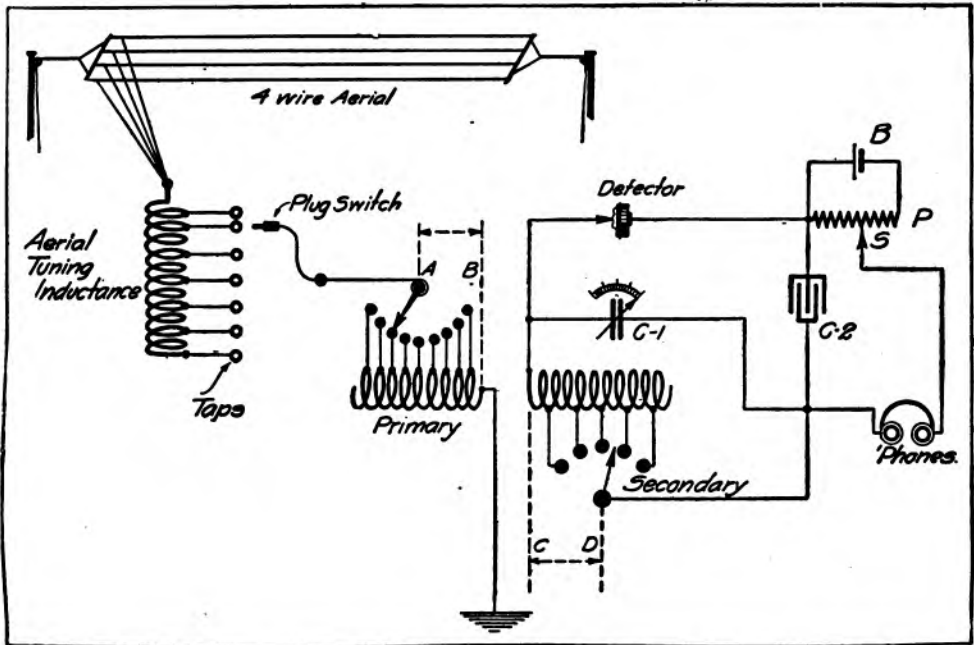 4 wire Aerial
Plug Switch
Aerial
Tuning
Inductance
Taps
A
B
Primary
Detector
C-1
C-2
B
P
S
'Phones.
Secondary
C
D